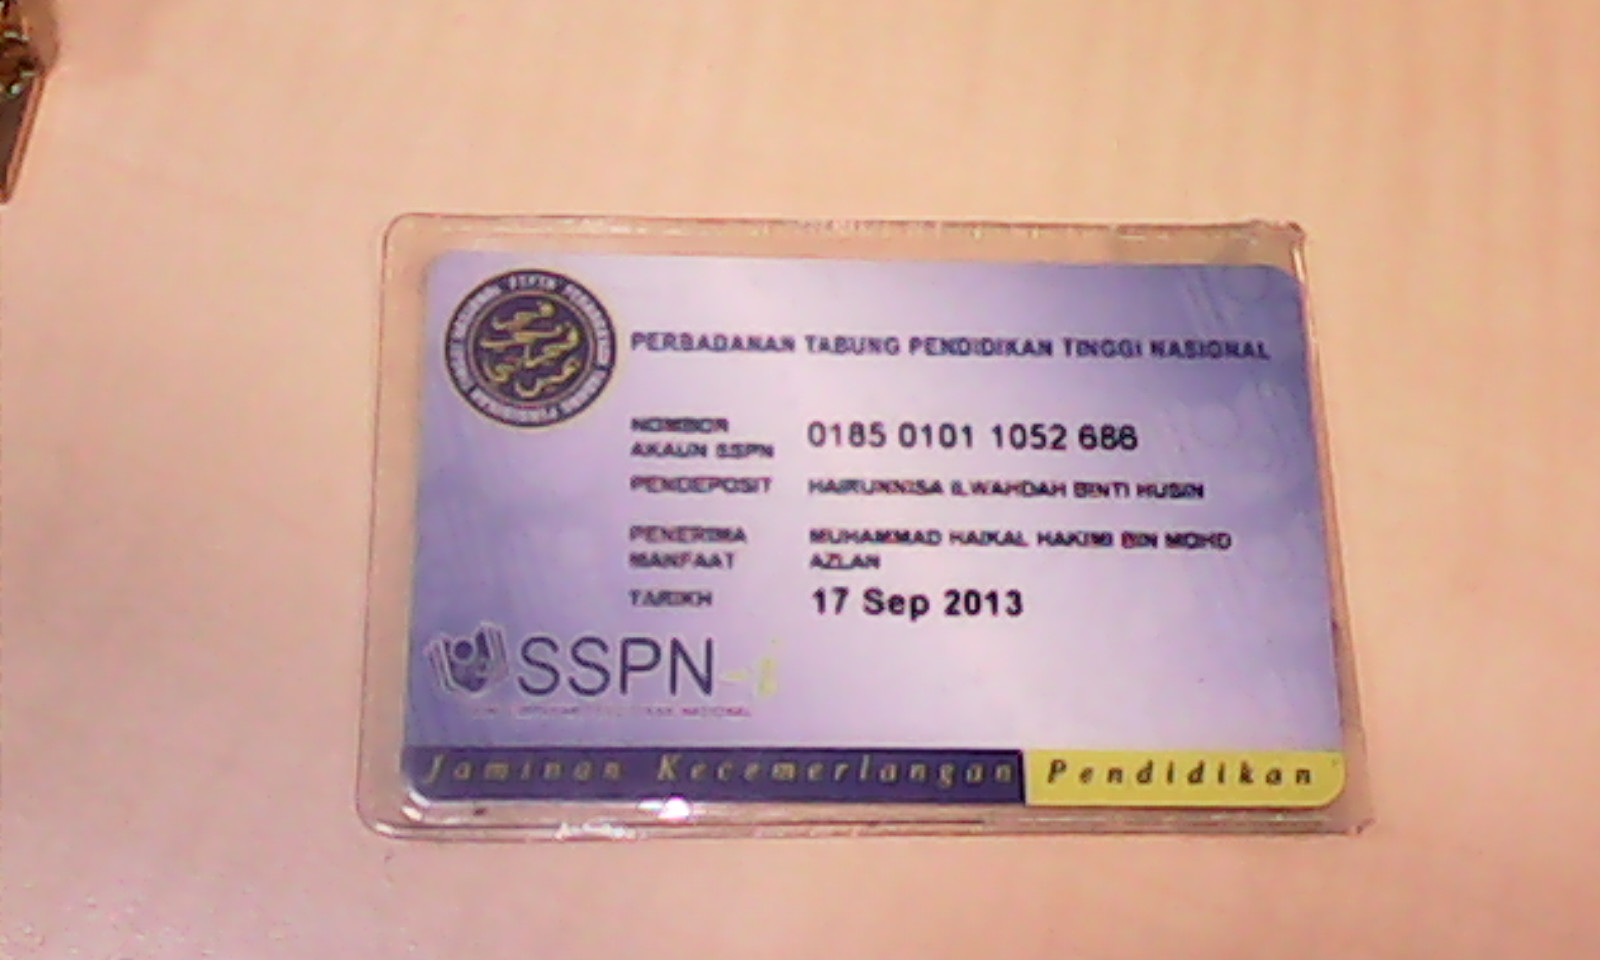 PERBADANAN TABUNG PENDIDIKAN TINGGI NASIONAL
NOMBOR
AKAUN SSPN
0185 0101 1052 686
PENDEPOSIT HAIRUNNISA ILWAHDAH BINTI HUSIN
PENERIMA
MANFAAT
MUHAMMAD HAIKAL HAKIMI BIN MOHD
AZLAN
TARIKH 17 Sep 2013
SSPN-i
NASIONAL
Jaminan Kecemerlangan Pendidikan